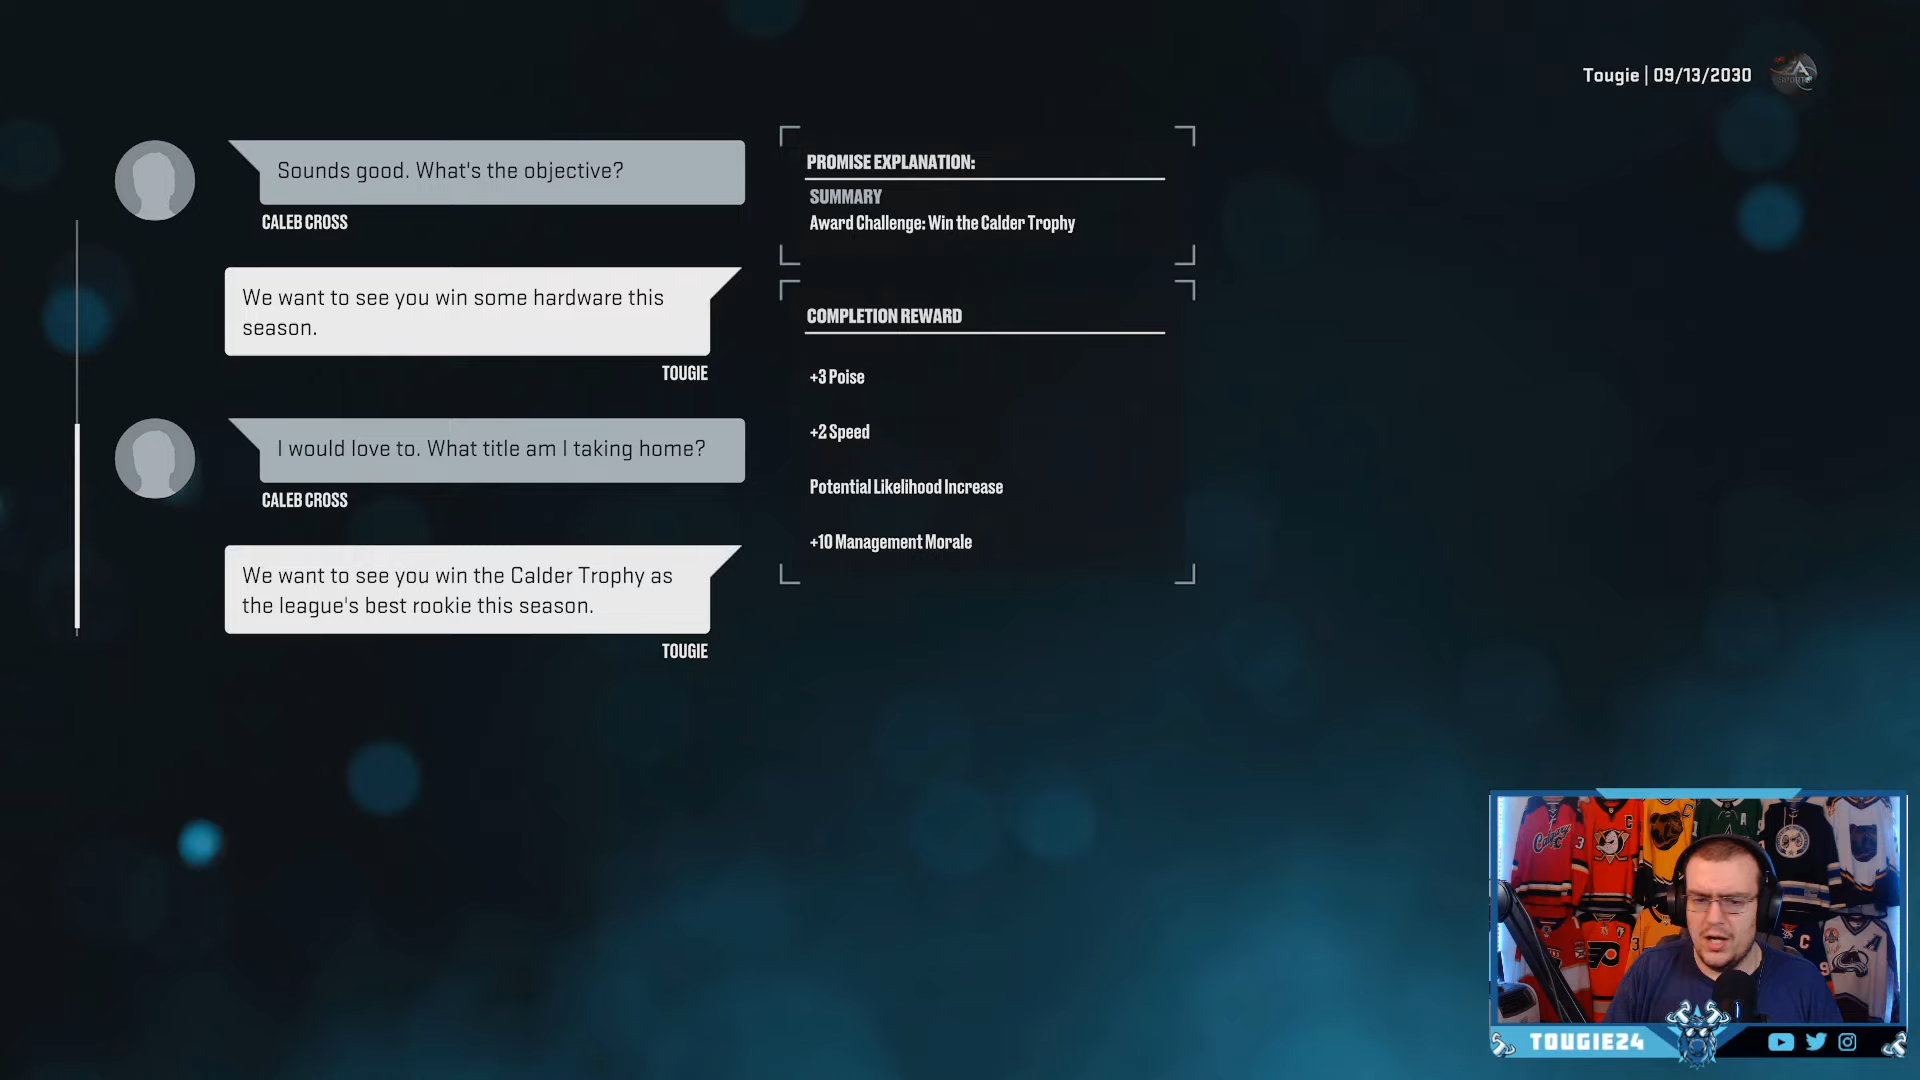 Tougie | 09/13/2030
Sounds good. What's the objective?
CALEB CROSS
We want to see you win some hardware this
season.
TOUGIE
I would love to. What title am I taking home?
CALEB CROSS
We want to see you win the Calder Trophy as
the league's best rookie this season.
TOUGIE
PROMISE EXPLANATION:
SUMMARY
Award Challenge: Win the Calder Trophy
COMPLETION REWARD
+3 Poise
+2 Speed
Potential Likelihood Increase
+10 Management Morale
TOUGIE24